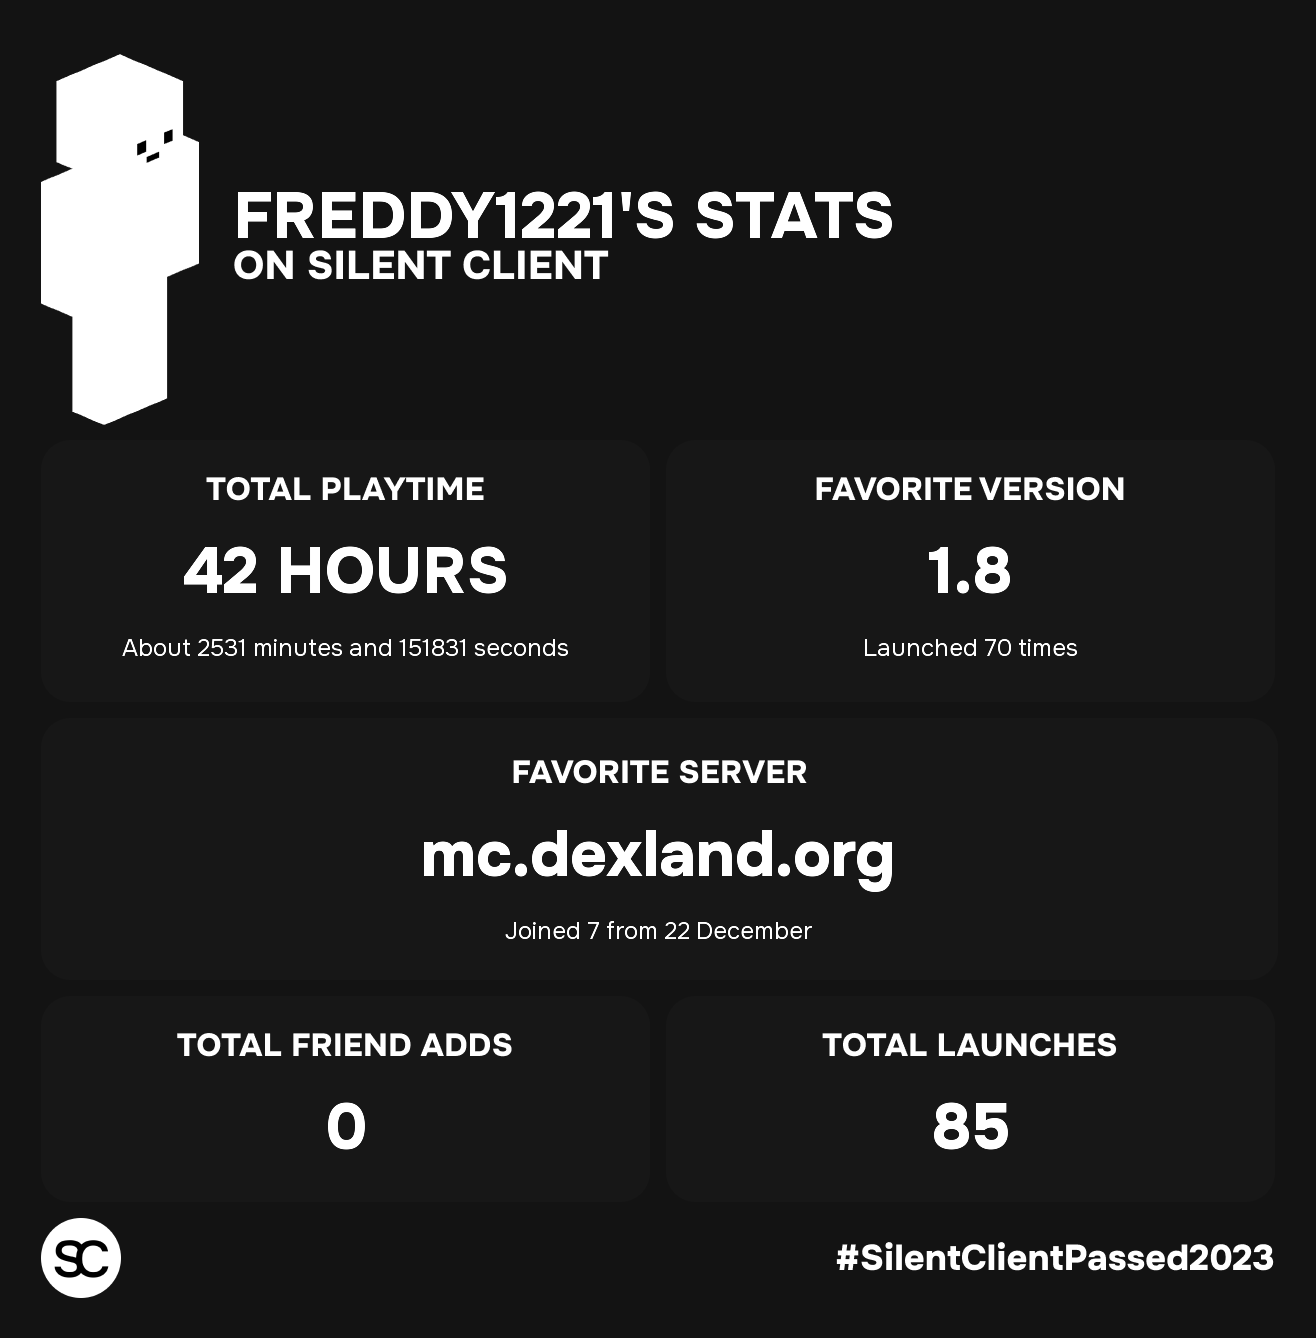 FREDDY1221'S STATS
ON SILENT CLIENT
TOTAL PLAYTIME
42 HOURS
About 2531 minutes and 151831 seconds
FAVORITE VERSION
1.8
Launched 70 times
FAVORITE SERVER
mc.dexland.org
Joined 7 from 22 December
TOTAL FRIEND ADDS
0
TOTAL LAUNCHES
85
SC
#SilentClientPassed2023